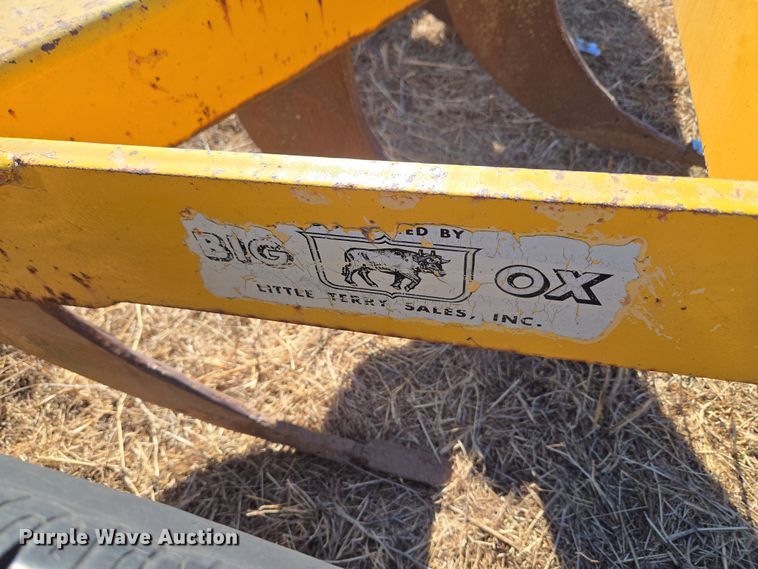 ED BY
BIG OX
LITTLE TERRY SALES, INC.
Purple Wave Auction